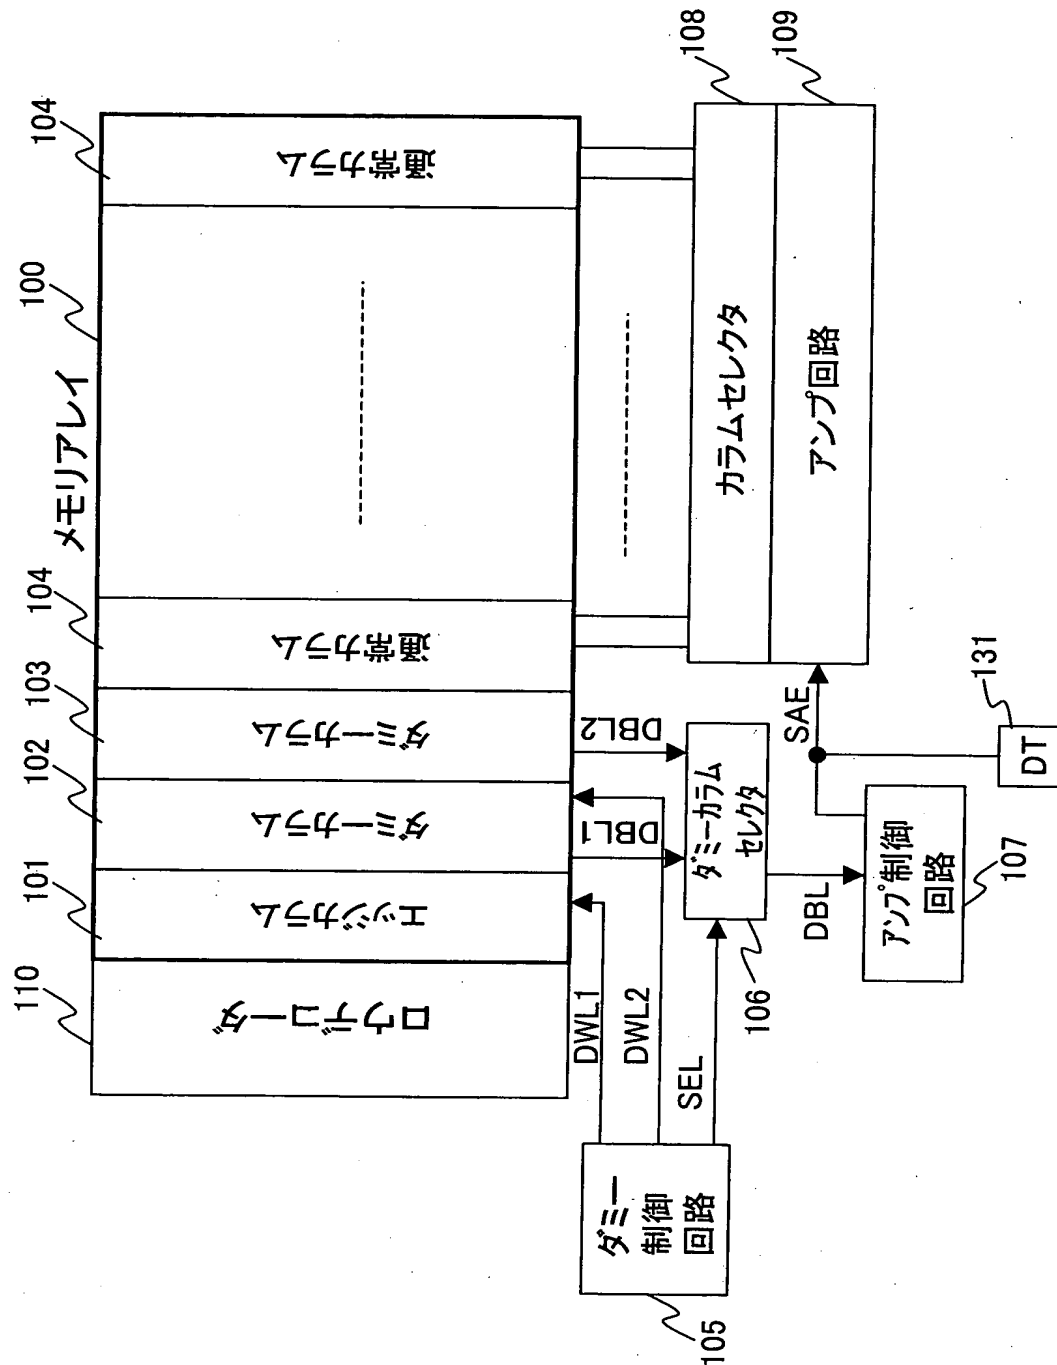 メモリアレイ
100
110
101
102
103
104
104
ロウデコーダ
エッジカラム
ダミーカラム
ダミーカラム
通常カラム
通常カラム
DWL1
DWL2
SEL
DBL1
DBL2
ダミー
制御
回路
105
ダミーカラム
セレクタ
106
DBL
アンプ制御
回路
107
SAE
DT
131
カラムセレクタ
108
アンプ回路
109